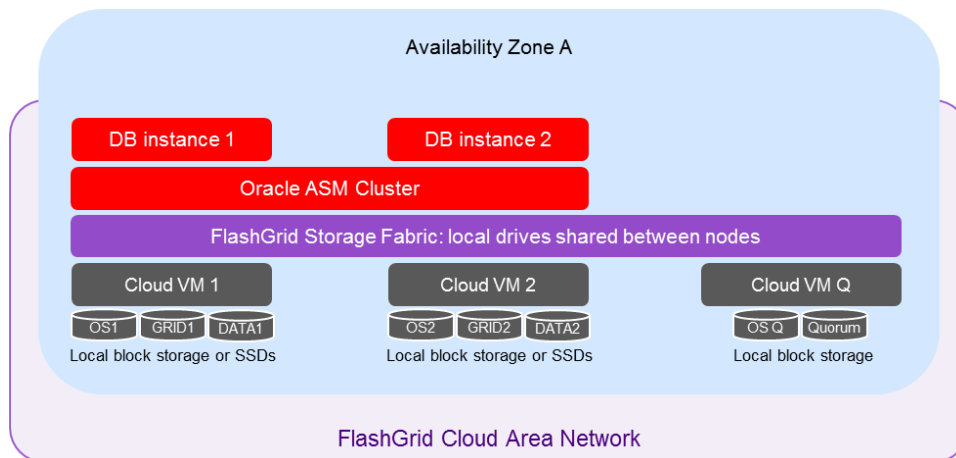 Availability Zone A
DB instance 1
DB instance 2
Oracle ASM Cluster
FlashGrid Storage Fabric: local drives shared between nodes
Cloud VM 1
Cloud VM 2
Cloud VM Q
OS1
GRID1
DATA1
OS2
GRID2
DATA2
OS Q
Quorum
Local block storage or SSDs
Local block storage or SSDs
Local block storage
FlashGrid Cloud Area Network